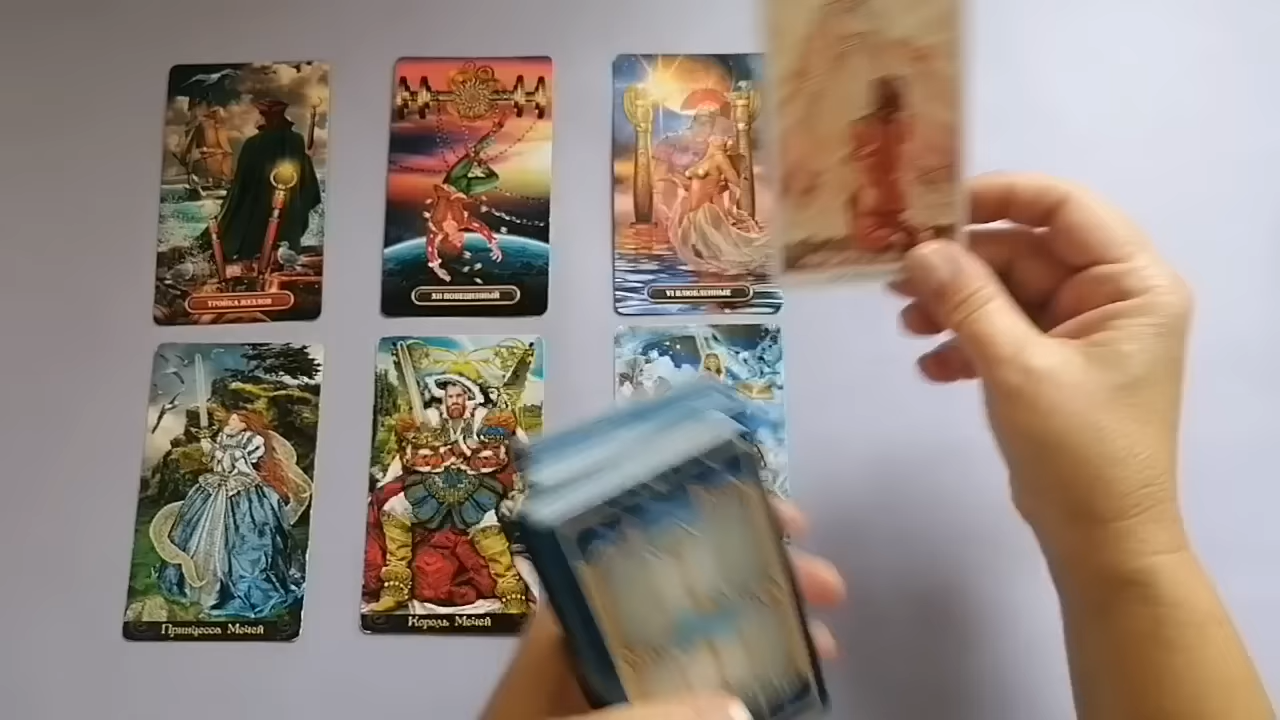 ТРОЙКА ЖЕЗЛОВ
XII ПОВЕШЕННЫЙ
VI ВЛЮБЛЕННЫЕ
Принцесса Мечей
Король Мечей